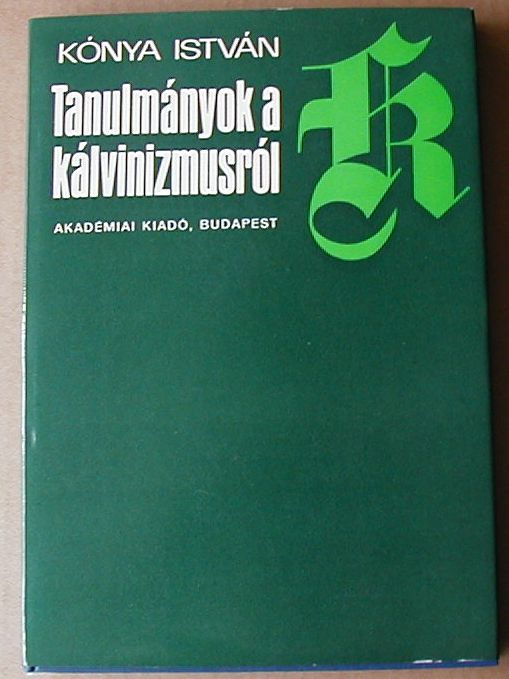 KÓNYA ISTVÁN
Tanulmányok a
kálvinizmusról
AKADÉMIAI KIADÓ, BUDAPEST
K